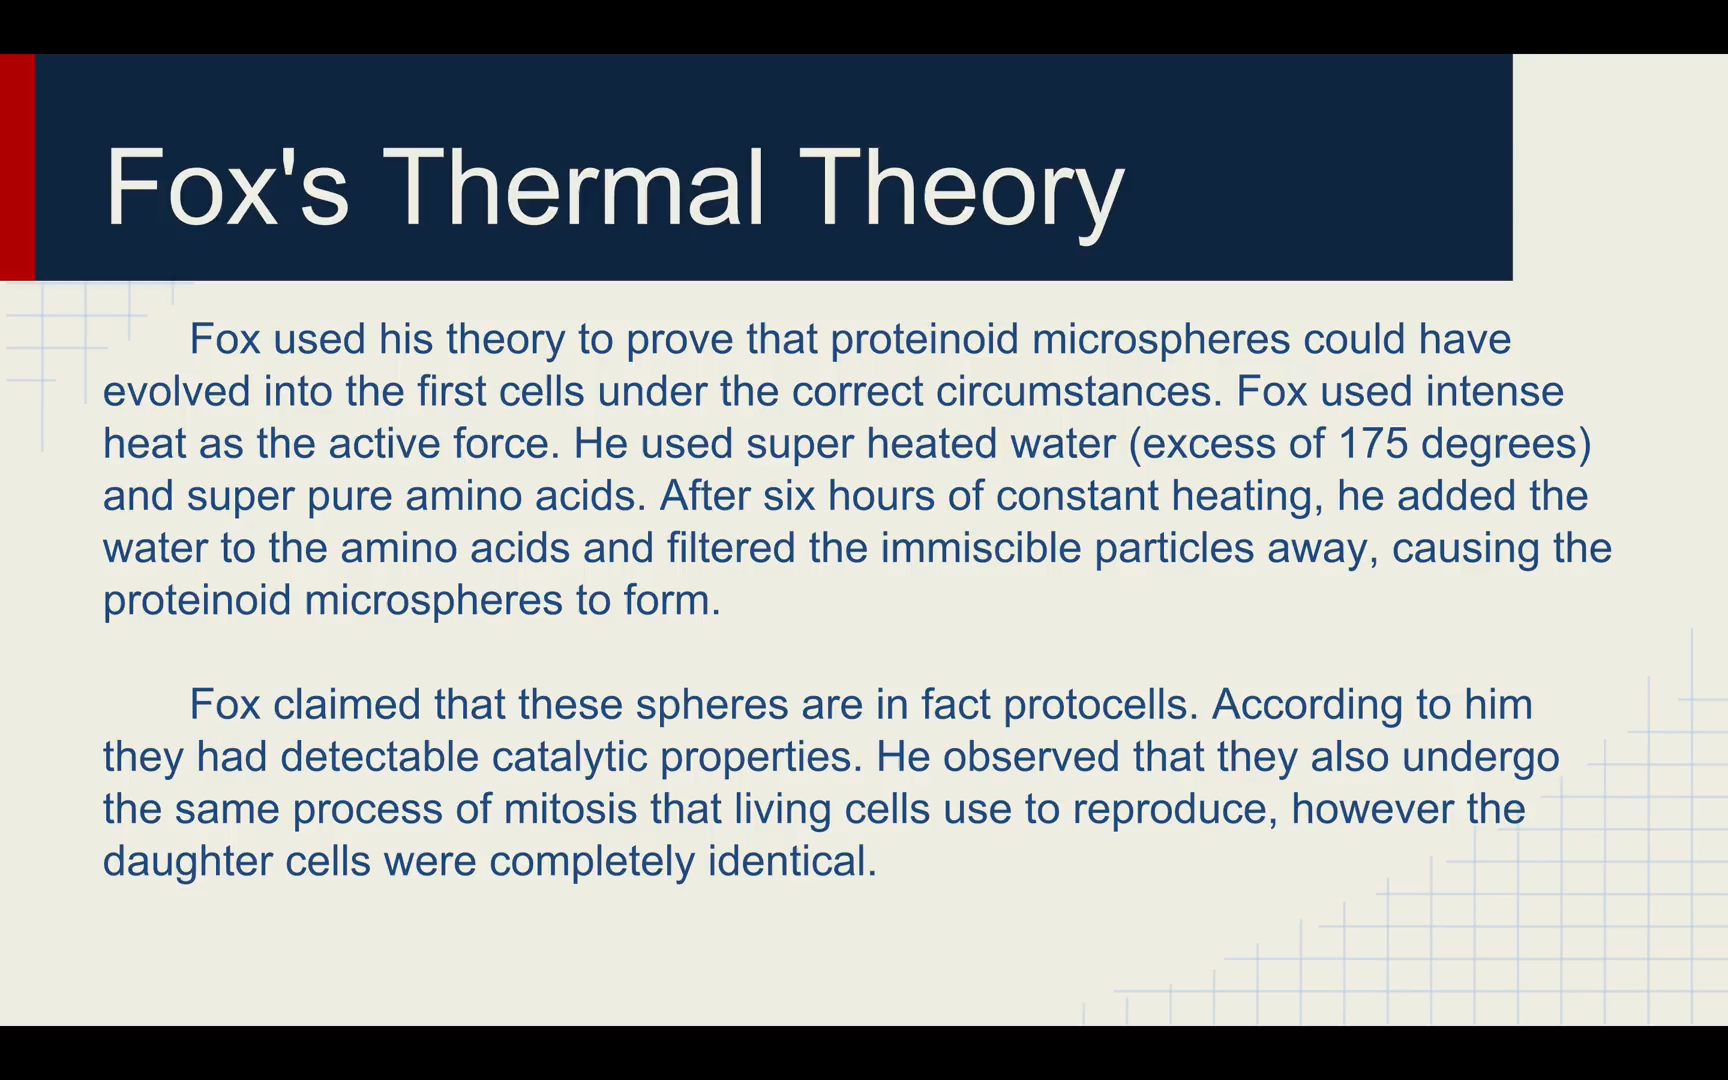 Fox's Thermal Theory
Fox used his theory to prove that proteinoid microspheres could have
evolved into the first cells under the correct circumstances. Fox used intense
heat as the active force. He used super heated water (excess of 175 degrees)
and super pure amino acids. After six hours of constant heating, he added the
water to the amino acids and filtered the immiscible particles away, causing the
proteinoid microspheres to form.
Fox claimed that these spheres are in fact protocells. According to him
they had detectable catalytic properties. He observed that they also undergo
the same process of mitosis that living cells use to reproduce, however the
daughter cells were completely identical.